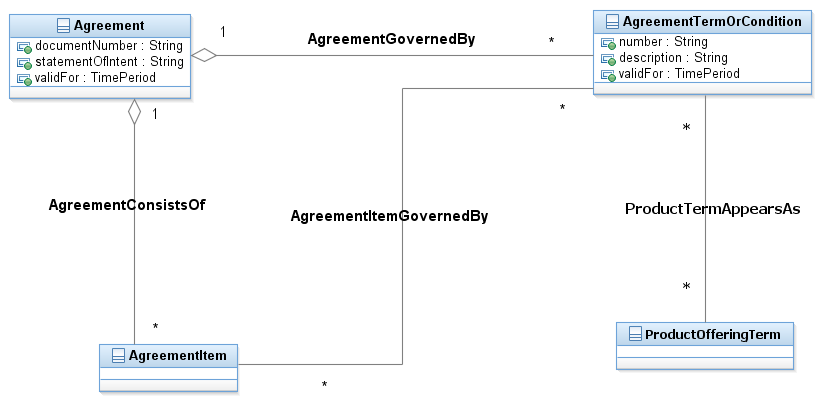 Agreement
documentNumber : String
statementOfIntent : String
validFor : TimePeriod
1
AgreementGovernedBy
*
AgreementTermOrCondition
number : String
description : String
validFor : TimePeriod
1
*
*
AgreementConsistsOf
AgreementItemGovernedBy
ProductTermAppearsAs
*
*
AgreementItem
*
ProductOfferingTerm